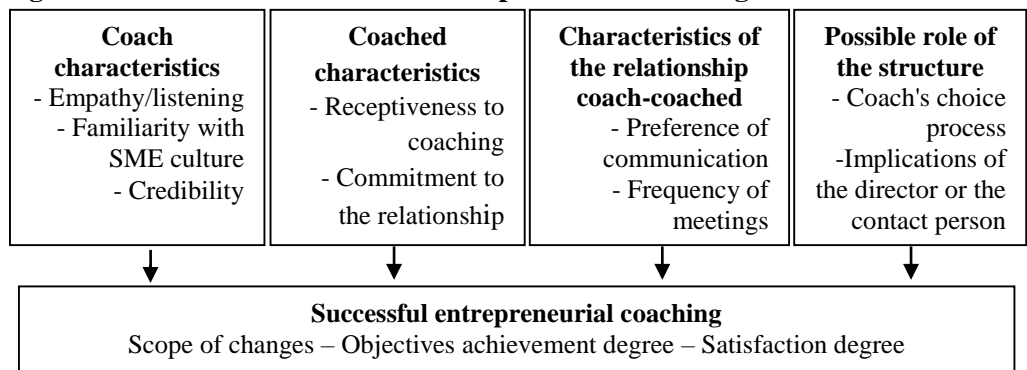 Coach
characteristics
- Empathy/listening
- Familiarity with
SME culture
- Credibility
Coached
characteristics
- Receptiveness to
coaching
- Commitment to
the relationship
Characteristics of
the relationship
coach-coached
- Preference of
communication
- Frequency of
meetings
Possible role of
the structure
- Coach's choice
process
-Implications of
the director or the
contact person
Successful entrepreneurial coaching
Scope of changes – Objectives achievement degree – Satisfaction degree